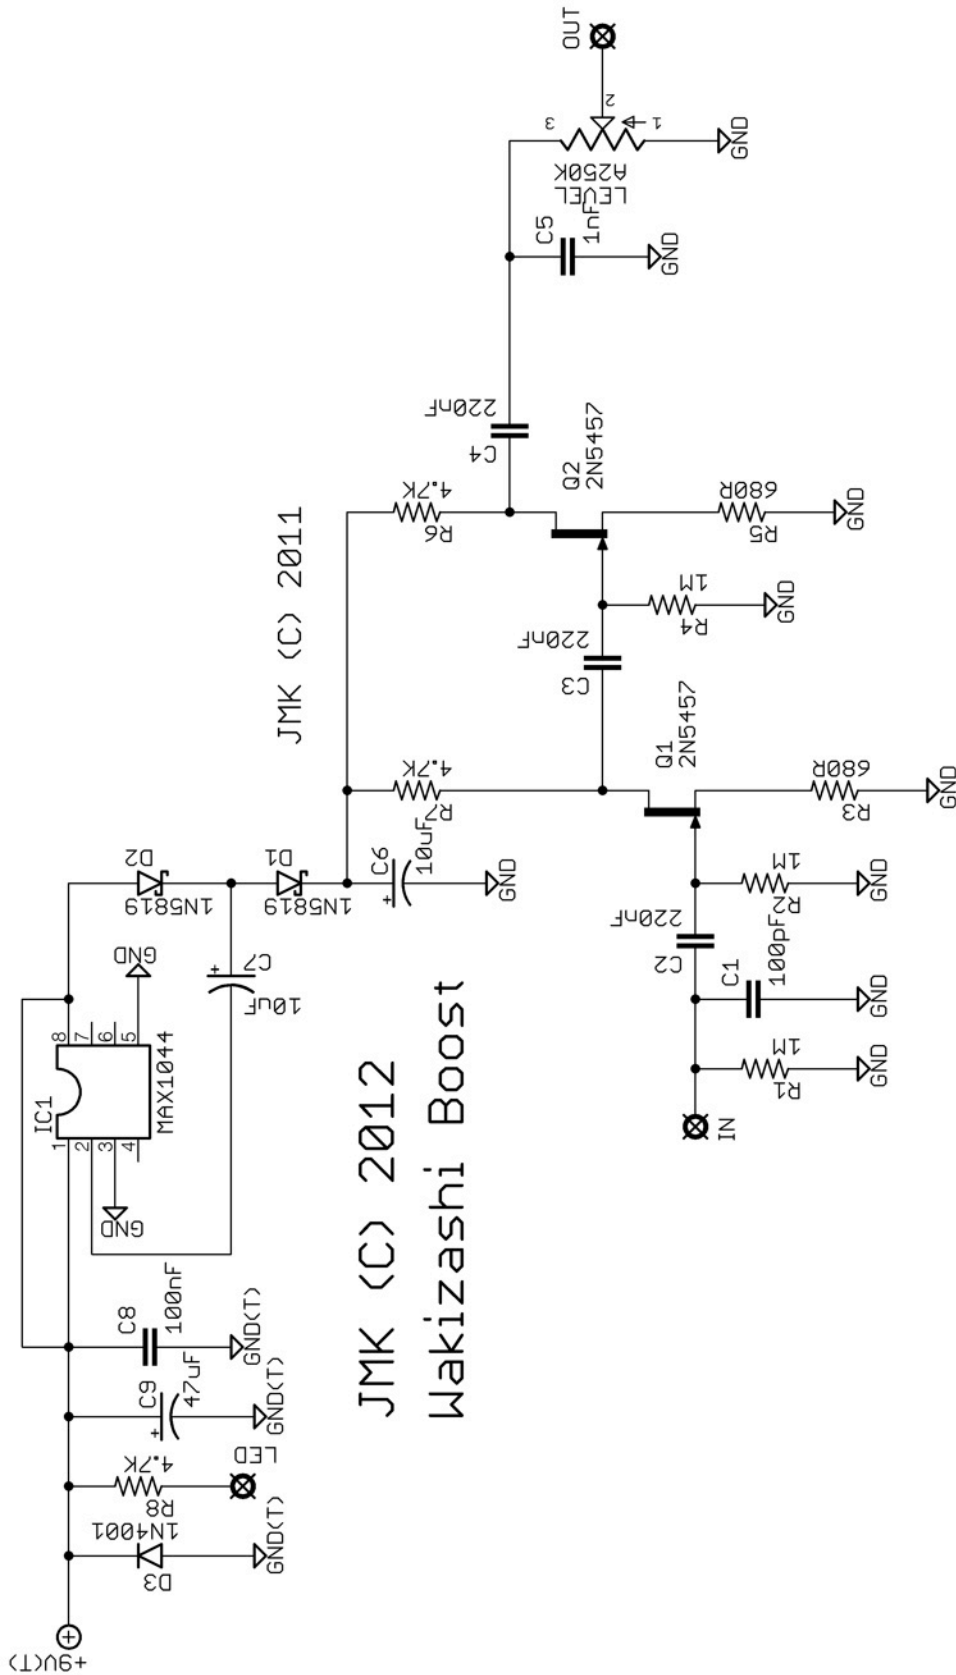 OUT
2
3
1
LEVEL
A250K
GND
C5
1nF
GND
220nF
C4
4.7K
R6
Q2
2N5457
680R
R5
GND
JMK (C) 2011
1M
R4
GND
220nF
C3
4.7K
R7
Q1
2N5457
680R
R3
GND
D2
1N5819
D1
1N5819
C6
10uF
+
GND
1M
R2
GND
220nF
C2
C1
100pF
GND
1M
R1
GND
IN
+
C7
10uF
GND
IC1
MAX1044
8
7
6
5
1
2
3
4
GND
JMK (C) 2012
Wakizashi Boost
C8
100nF
GND(T)
C9
47uF
+
GND(T)
4.7K
R8
LED
1N4001
D3
GND(T)
+9V(T)
+